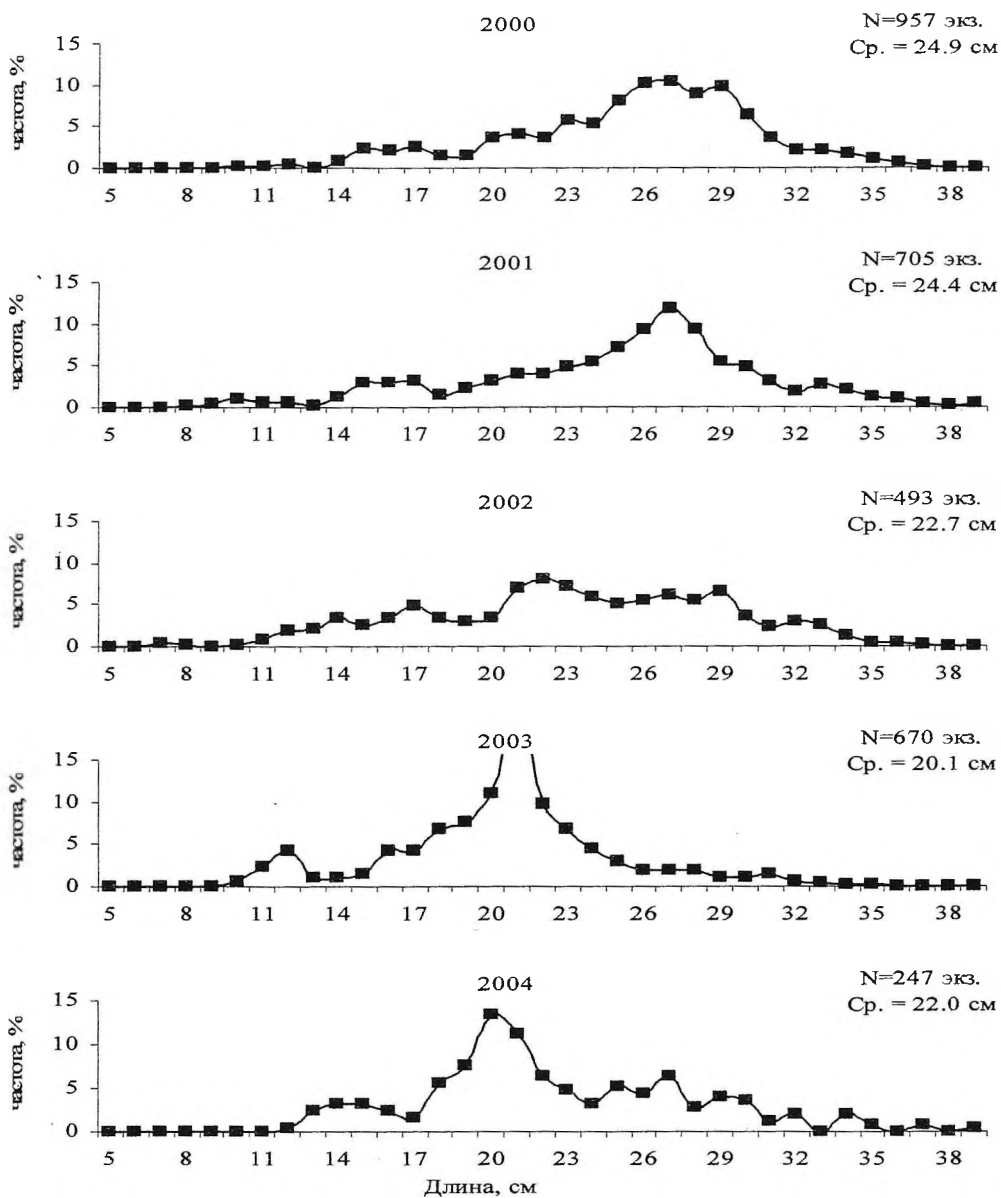 2000
N=957 экз.
Ср. = 24.9 см
частота, %
15
10
5
0
5 8 11 14 17 20 23 26 29 32 35 38
2001
N=705 экз.
Ср. = 24.4 см
частота, %
15
10
5
0
5 8 11 14 17 20 23 26 29 32 35 38
2002
N=493 экз.
Ср. = 22.7 см
частота, %
15
10
5
0
5 8 11 14 17 20 23 26 29 32 35 38
2003
N=670 экз.
Ср. = 20.1 см
частота, %
15
10
5
0
5 8 11 14 17 20 23 26 29 32 35 38
2004
N=247 экз.
Ср. = 22.0 см
частота, %
15
10
5
0
5 8 11 14 17 20 23 26 29 32 35 38
Длина, см